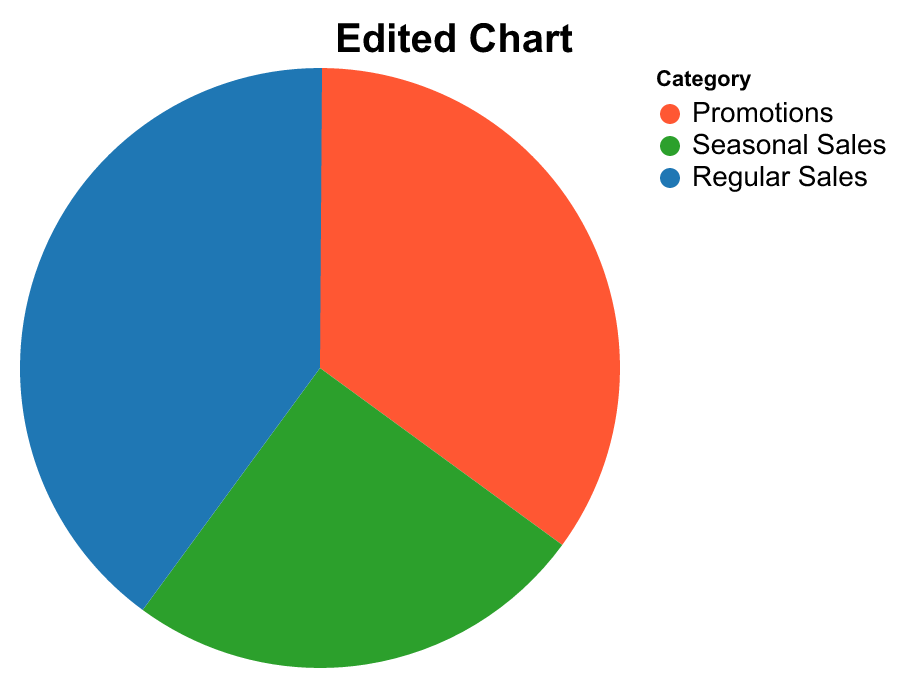 Edited Chart
Category
Promotions
Seasonal Sales
Regular Sales